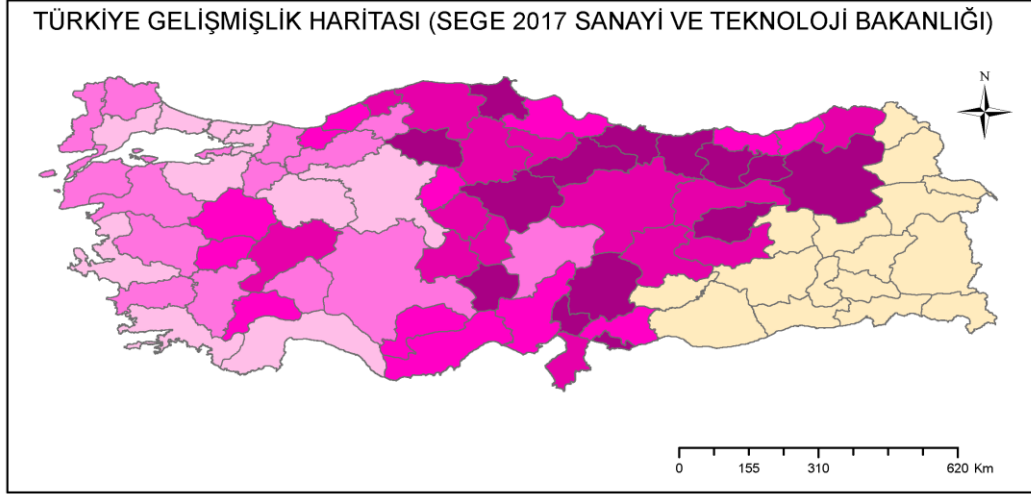 TÜRKİYE GELİŞMİŞLİK HARİTASI (SEGE 2017 SANAYİ VE TEKNOLOJİ BAKANLIĞI)
N
0 155 310 620 Km